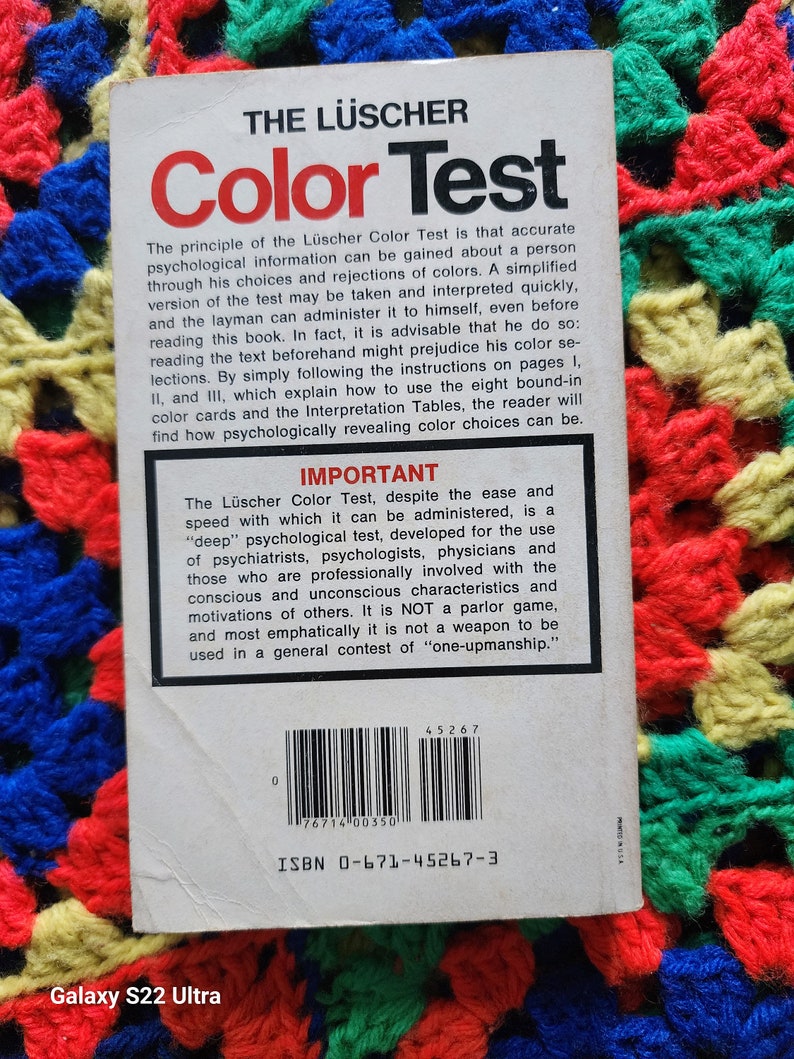 THE LÜSCHER
Color Test
The principle of the Lüscher Color Test is that accurate
psychological information can be gained about a person
through his choices and rejections of colors. A simplified
version of the test may be taken and interpreted quickly,
and the layman can administer it to himself, even before
reading this book. In fact, it is advisable that he do so:
reading the text beforehand might prejudice his color se-
lections. By simply following the instructions on pages I,
II, and III, which explain how to use the eight bound-in
color cards and the Interpretation Tables, the reader will
find how psychologically revealing color choices can be.
IMPORTANT
The Lüscher Color Test, despite the ease and
speed with which it can be administered, is a
"deep" psychological test, developed for the use
of psychiatrists, psychologists, physicians and
those who are professionally involved with the
conscious and unconscious characteristics and
motivations of others. It is NOT a parlor game,
and most emphatically it is not a weapon to be
used in a general contest of "one-upmanship."
45267
0
76714 00350
ISBN 0-671-45267-3
PRINTED IN U.S.A.
Galaxy S22 Ultra